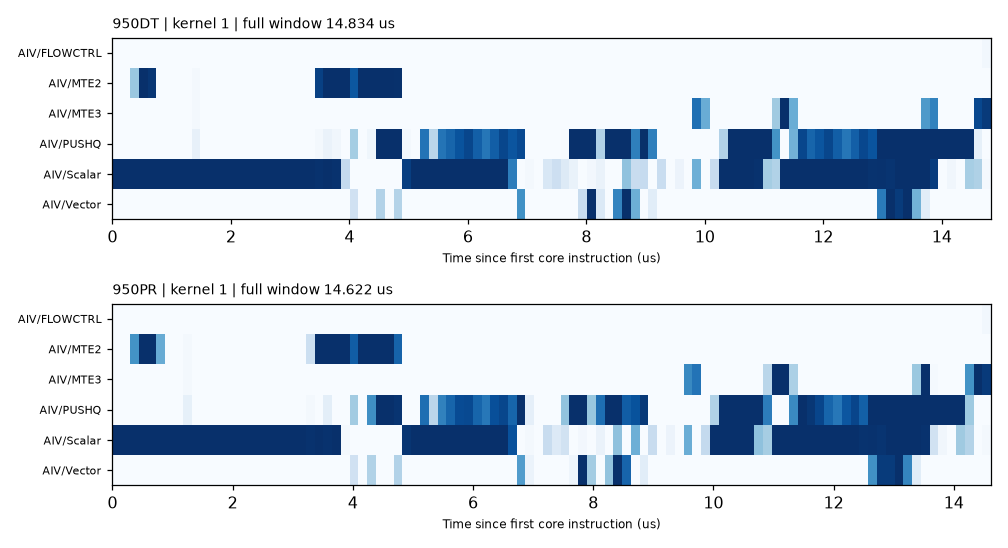 950DT | kernel 1 | full window 14.834 us
AIV/FLOWCTRL
AIV/MTE2
AIV/MTE3
AIV/PUSHQ
AIV/Scalar
AIV/Vector
0 2 4 6 8 10 12 14
Time since first core instruction (us)
950PR | kernel 1 | full window 14.622 us
AIV/FLOWCTRL
AIV/MTE2
AIV/MTE3
AIV/PUSHQ
AIV/Scalar
AIV/Vector
0 2 4 6 8 10 12 14
Time since first core instruction (us)